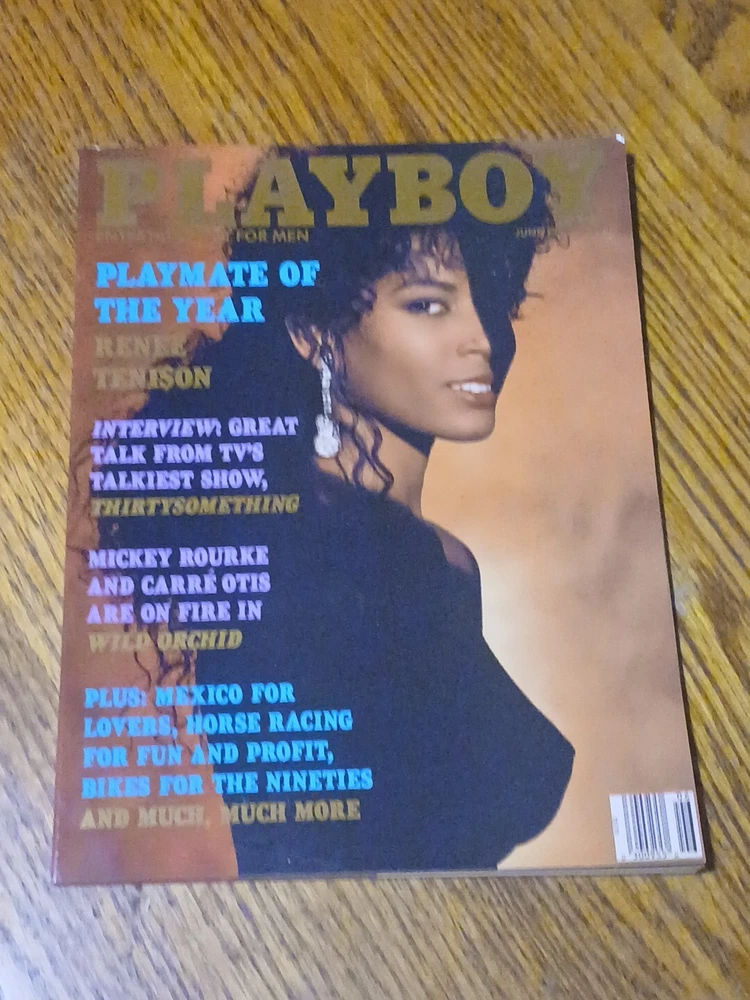 PLAYBOY
FOR MEN
JUNE
PLAYMATE OF
THE YEAR
RENEE
TENISON
INTERVIEW: GREAT
TALK FROM TV'S
TALKIEST SHOW,
THIRTYSOMETHING
MICKEY ROURKE
AND CARRÉ OTIS
ARE ON FIRE IN
WILD ORCHID
PLUS: MEXICO FOR
LOVERS, HORSE RACING
FOR FUN AND PROFIT,
BIKES FOR THE NINETIES
AND MUCH, MUCH MORE